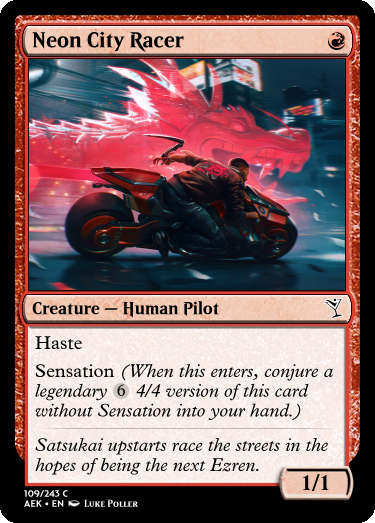 Neon City Racer
Creature — Human Pilot
Haste
Sensation (When this enters, conjure a
legendary 6 4/4 version of this card
without Sensation into your hand.)
Satsukai upstarts race the streets in the
hopes of being the next Ezren.
1/1
109/243 C
AEK • EN Luke Poller